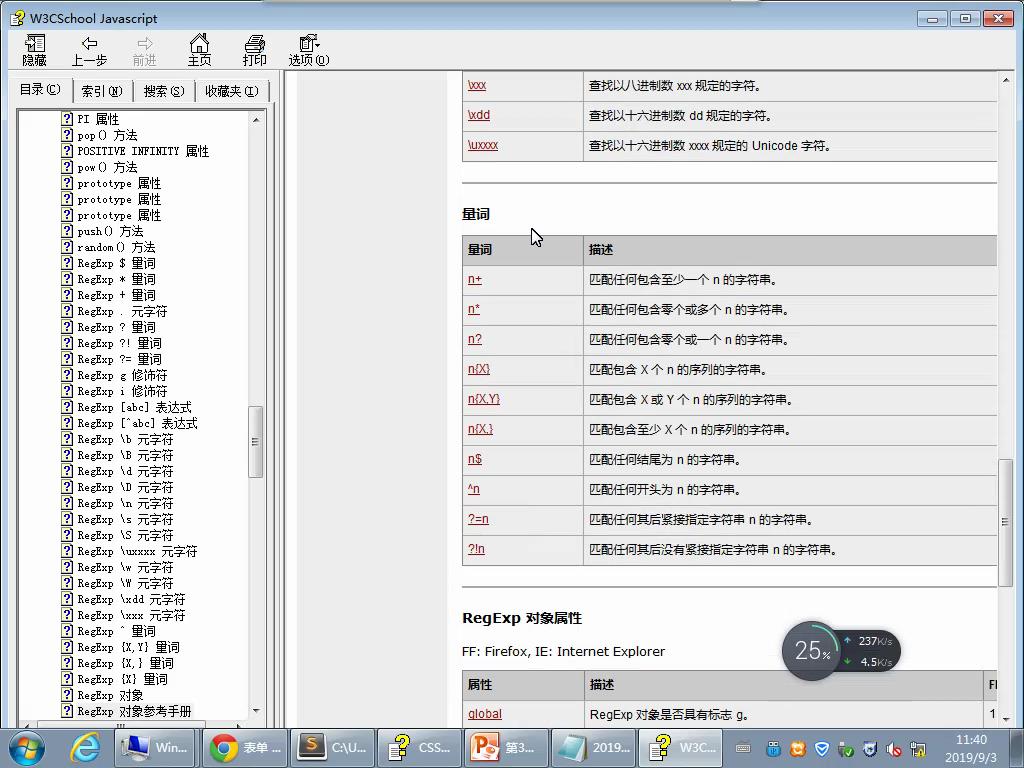 W3CSchool Javascript
隐藏 上一步 前进 主页 打印 选项(O)
目录(C) 索引(N) 搜索(S) 收藏夹(I)
PI 属性
pop() 方法
POSITIVE_INFINITY 属性
pow() 方法
prototype 属性
prototype 属性
prototype 属性
push() 方法
random() 方法
RegExp $ 量词
RegExp * 量词
RegExp + 量词
RegExp . 元字符
RegExp ? 量词
RegExp ?! 量词
RegExp ?= 量词
RegExp g 修饰符
RegExp i 修饰符
RegExp [abc] 表达式
RegExp [^abc] 表达式
RegExp \b 元字符
RegExp \B 元字符
RegExp \d 元字符
RegExp \D 元字符
RegExp \n 元字符
RegExp \s 元字符
RegExp \S 元字符
RegExp \uxxxx 元字符
RegExp \w 元字符
RegExp \W 元字符
RegExp \xdd 元字符
RegExp \xxx 元字符
RegExp ^ 量词
RegExp {X,Y} 量词
RegExp {X,} 量词
RegExp {X} 量词
RegExp 对象
RegExp 对象参考手册
\xxx 查找以八进制数 xxx 规定的字符。
\xdd 查找以十六进制数 dd 规定的字符。
\uxxxx 查找以十六进制数 xxxx 规定的 Unicode 字符。
量词
量词 描述
n+ 匹配任何包含至少一个 n 的字符串。
n* 匹配任何包含零个或多个 n 的字符串。
n? 匹配任何包含零个或一个 n 的字符串。
n{X} 匹配包含 X 个 n 的序列的字符串。
n{X,Y} 匹配包含 X 或 Y 个 n 的序列的字符串。
n{X,} 匹配包含至少 X 个 n 的序列的字符串。
n$ 匹配任何结尾为 n 的字符串。
^n 匹配任何开头为 n 的字符串。
?=n 匹配任何其后紧接指定字符串 n 的字符串。
?!n 匹配任何其后没有紧接指定字符串 n 的字符串。
RegExp 对象属性
FF: Firefox, IE: Internet Explorer
属性 描述
global RegExp 对象是否具有标志 g。 1
25% 237K/s
4.5K/s
Win... 表单 ... C:\U... CSS... 第3... 2019... W3C...
11:40
2019/9/3